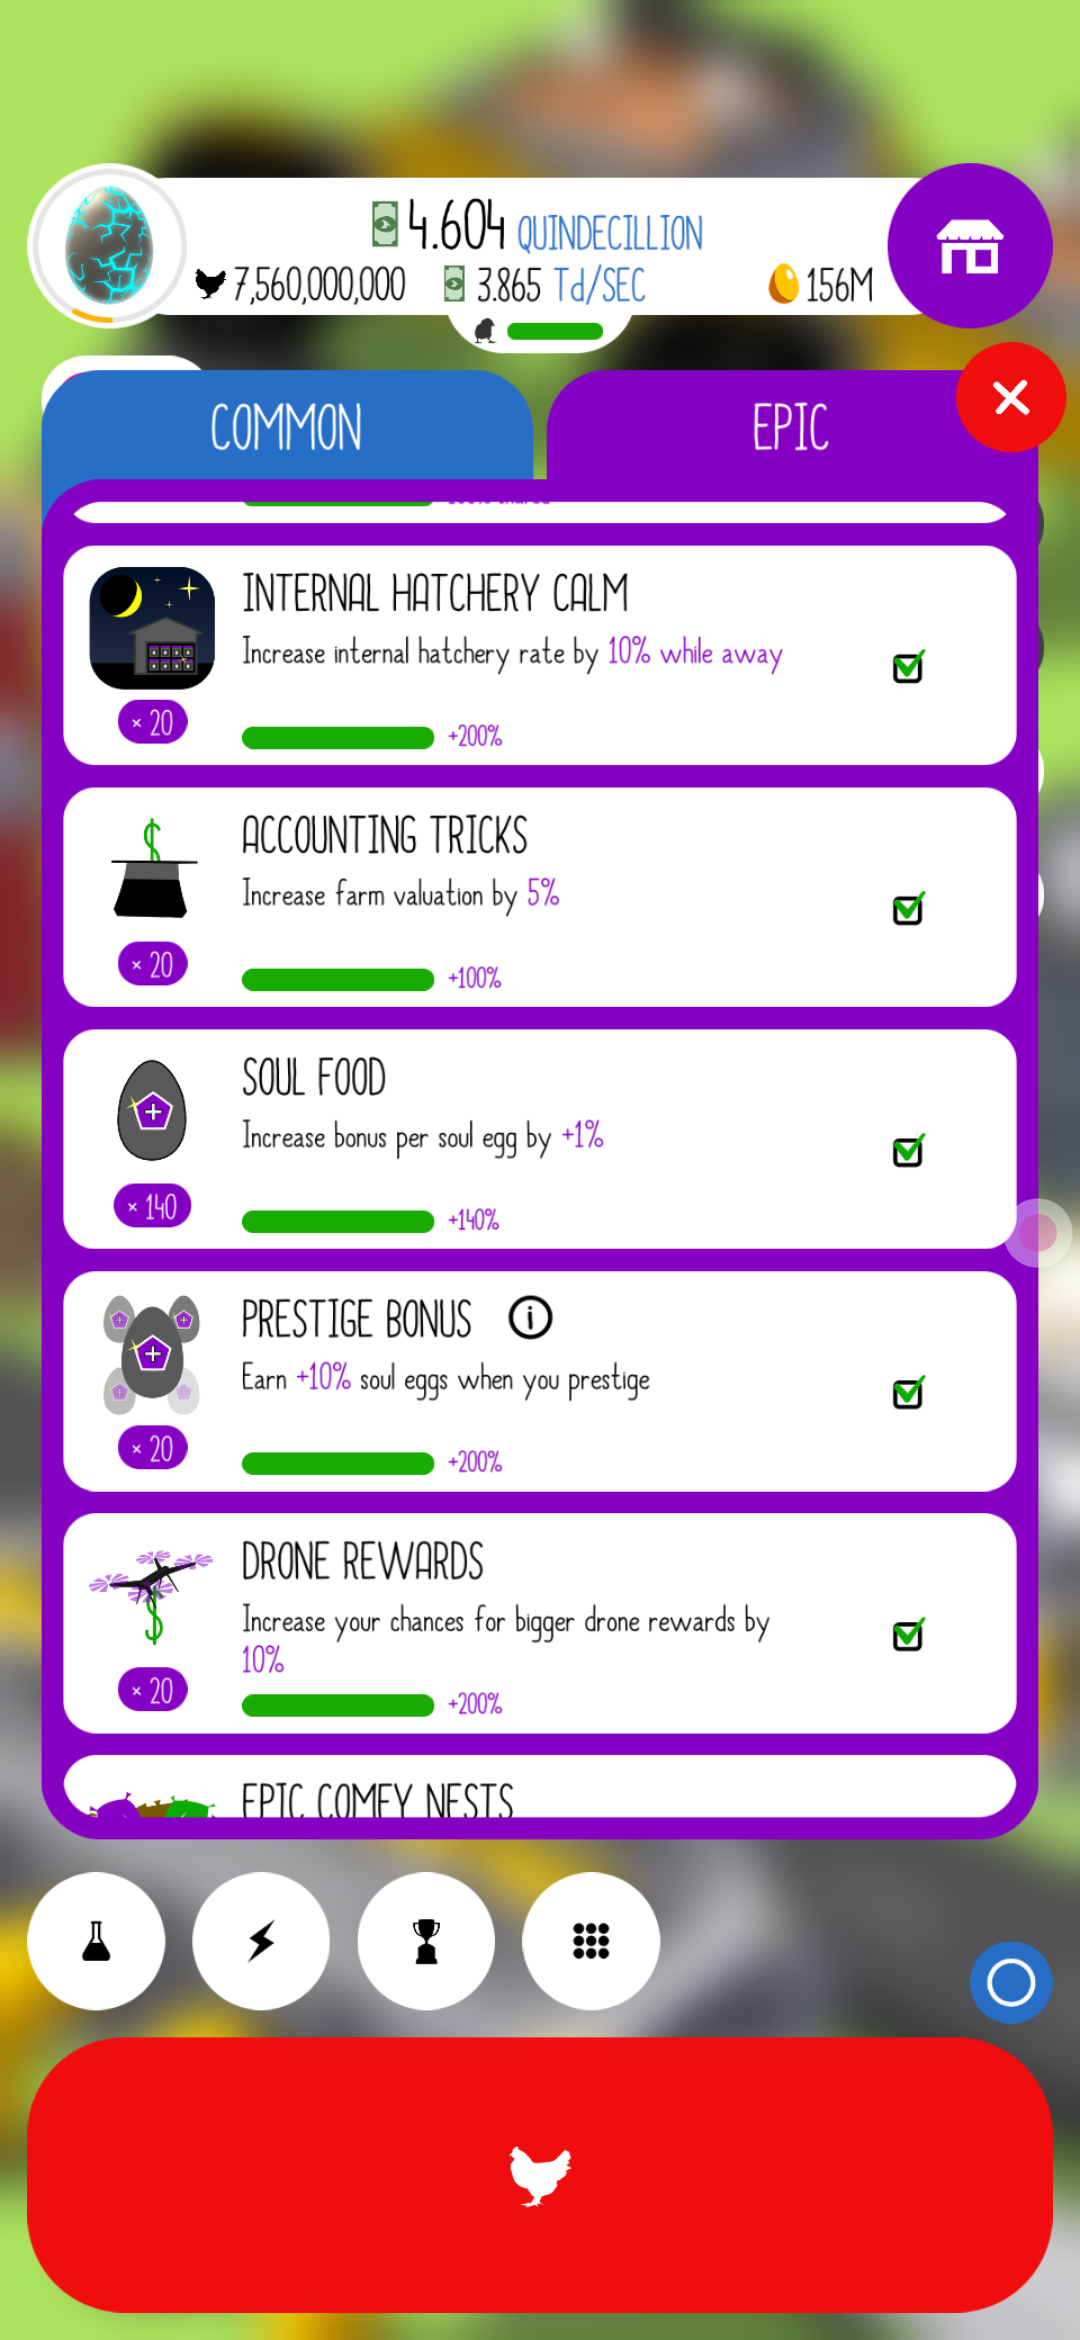 4.604 QUINDECILLION
7,560,000,000 3.865 Td/SEC 156M
COMMON EPIC
INTERNAL HATCHERY CALM
Increase internal hatchery rate by 10% while away
× 20 +200%
ACCOUNTING TRICKS
Increase farm valuation by 5%
× 20 +100%
SOUL FOOD
Increase bonus per soul egg by +1%
× 140 +140%
PRESTIGE BONUS i
Earn +10% soul eggs when you prestige
× 20 +200%
DRONE REWARDS
Increase your chances for bigger drone rewards by
10%
× 20 +200%
EPIC COMFY NESTS